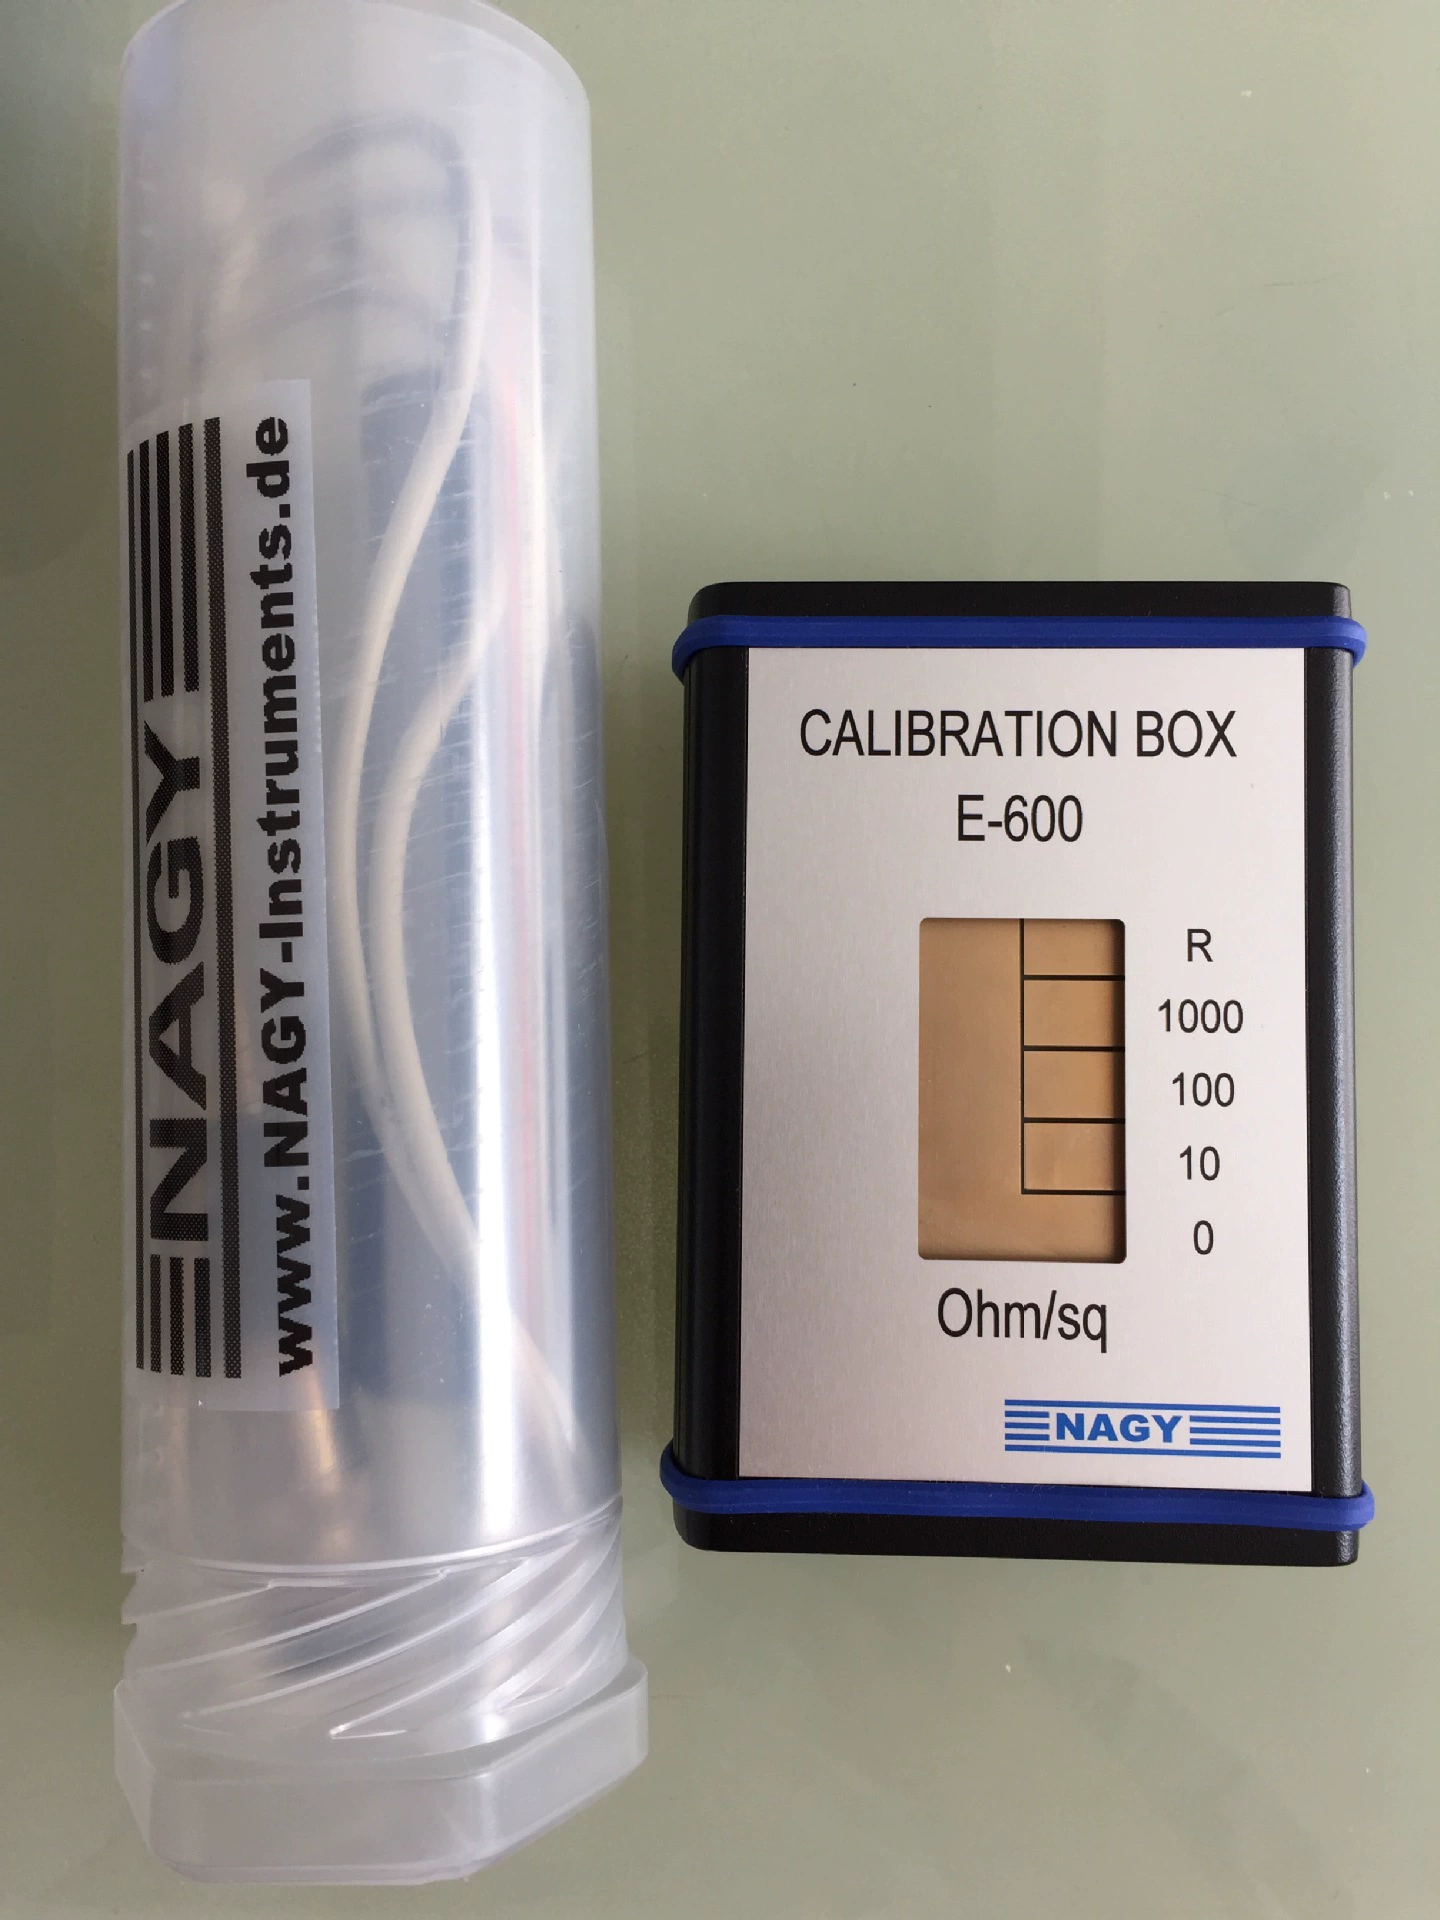 NAGY
www.NAGY-Instruments.de
CALIBRATION BOX
E-600
R
1000
100
10
0
Ohm/sq
NAGY